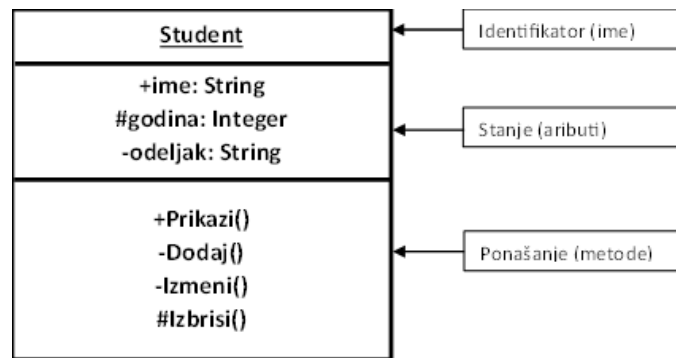 Student
Identifikator (ime)
+ime: String
#godina: Integer
-odeljak: String
Stanje (aributi)
+Prikazi()
-Dodaj()
-Izmeni()
#Izbrisi()
Ponašanje (metode)